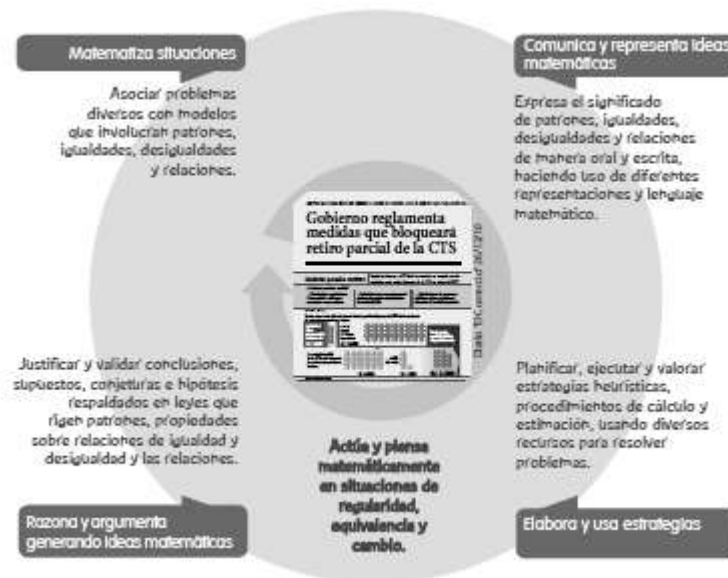 Matematiza situaciones
Asociar problemas
diversos con modelos
que involucran patrones,
igualdades, desigualdades
y relaciones.
Comunica y representa ideas
matemáticas
Expresa el significado
de patrones, igualdades,
desigualdades y relaciones
de manera oral y escrita,
haciendo uso de diferentes
representaciones y lenguaje
matemático.
Gobierno reglamenta
medidas que bloqueará
retiro parcial de la CTS
Justificar y validar conclusiones,
supuestos, conjeturas e hipótesis
respaldados en leyes que
rigen patrones, propiedades
sobre relaciones de igualdad y
desigualdad y las relaciones.
Razona y argumenta
generando ideas matemáticas
Actúa y piensa
matemáticamente
en situaciones de
regularidad,
equivalencia y
cambio.
Planificar, ejecutar y valorar
estrategias heurísticas,
procedimientos de cálculo y
estimación, usando diversos
recursos para resolver
problemas.
Elabora y usa estrategias